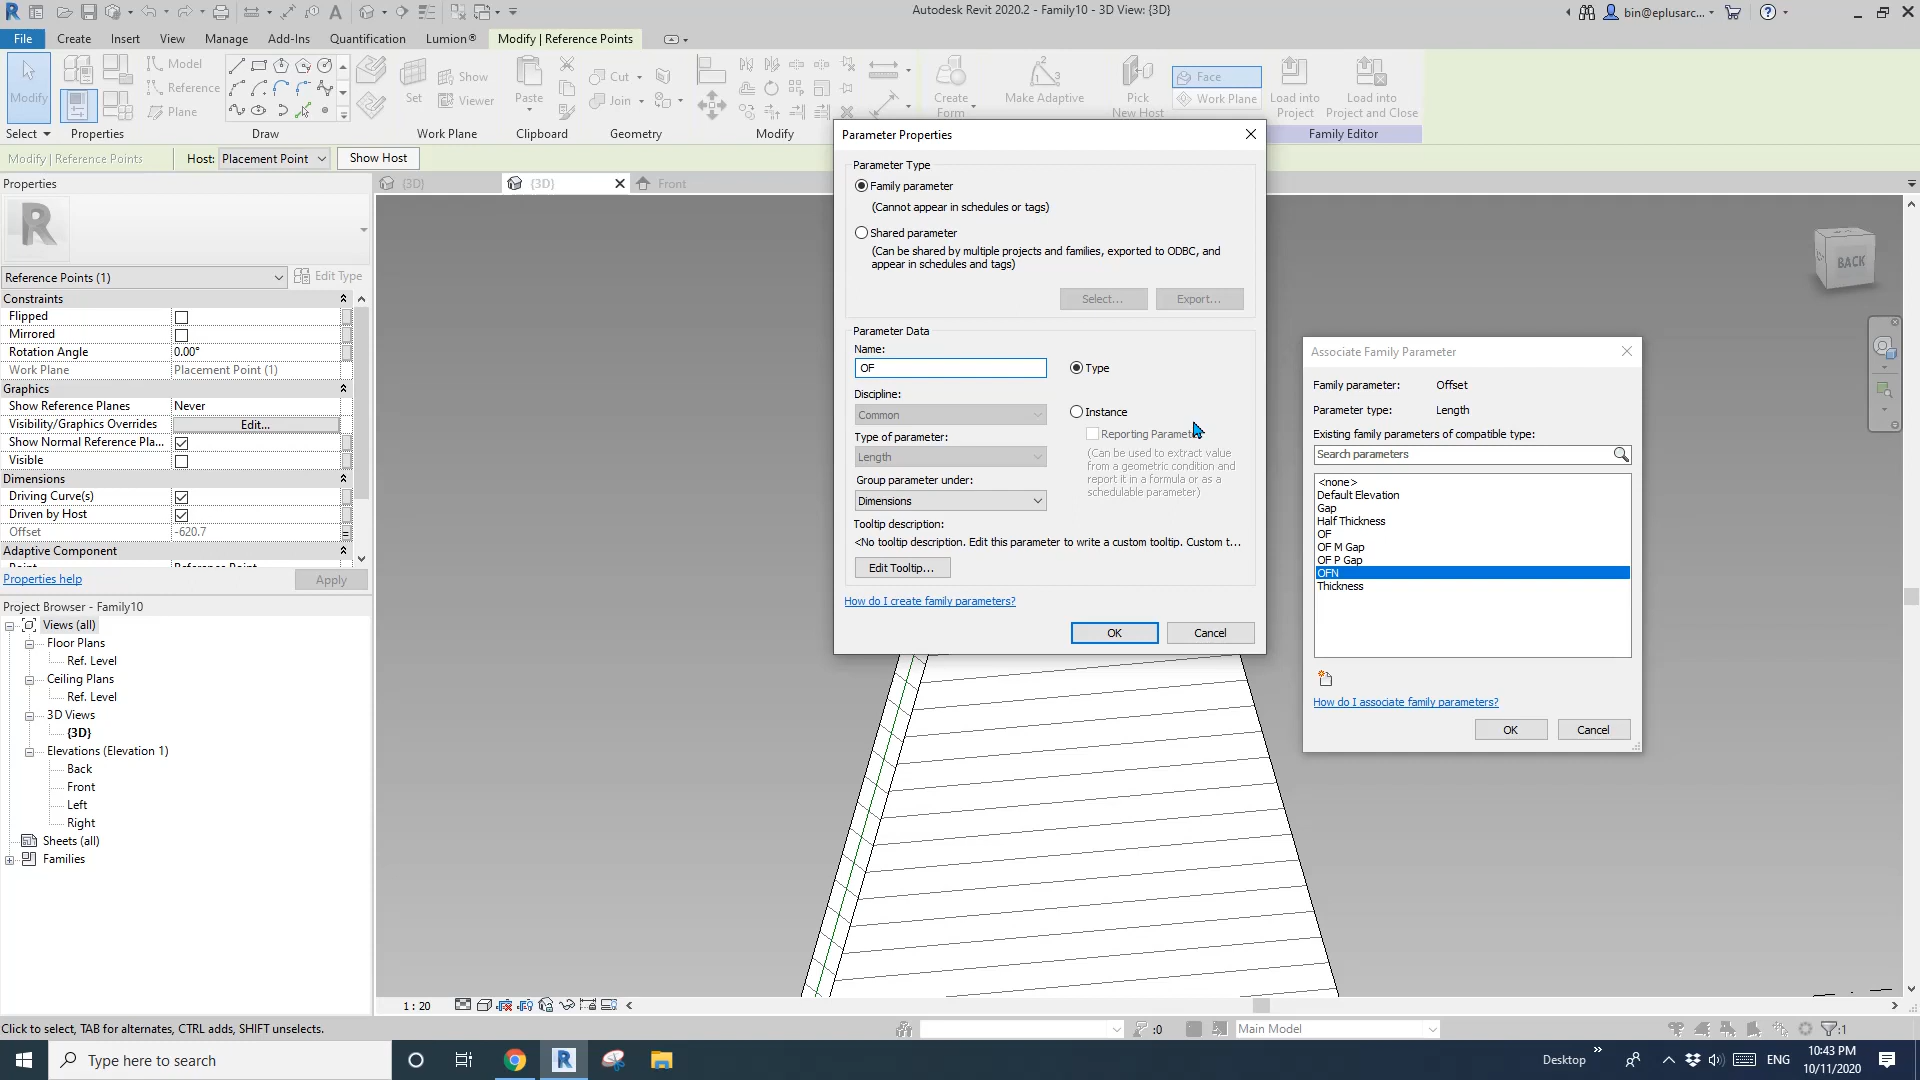 Autodesk Revit 2020.2 - Family10 - 3D View: {3D}
bin@eplusarc...
File Create Insert View Manage Add-Ins Quantification Lumion® Modify | Reference Points
Modify
Select
Properties
Model
Reference
Plane
Draw
Set
Show
Viewer
Work Plane
Paste
Clipboard
Cut
Join
Geometry
Modify
Create Form
Make Adaptive
Pick New Host
Face
Work Plane
Load into Project
Load into Project and Close
Family Editor
Modify | Reference Points
Host: Placement Point
Show Host
Properties
{3D}
{3D}
Front
R
Reference Points (1)
Edit Type
Constraints
Flipped
Mirrored
Rotation Angle 0.00°
Work Plane Placement Point (1)
Graphics
Show Reference Planes Never
Visibility/Graphics Overrides Edit...
Show Normal Reference Pla...
Visible
Dimensions
Driving Curve(s)
Driven by Host
Offset -620.7
Adaptive Component
Properties help
Apply
Project Browser - Family10
Views (all)
Floor Plans
Ref. Level
Ceiling Plans
Ref. Level
3D Views
{3D}
Elevations (Elevation 1)
Back
Front
Left
Right
Sheets (all)
Families
Parameter Properties
Parameter Type
Family parameter
(Cannot appear in schedules or tags)
Shared parameter
(Can be shared by multiple projects and families, exported to ODBC, and
appear in schedules and tags)
Select...
Export...
Parameter Data
Name:
OF
Type
Discipline:
Common
Instance
Reporting Paramet
Type of parameter:
Length
(Can be used to extract value
from a geometric condition and
report it in a formula or as a
schedulable parameter)
Group parameter under:
Dimensions
Tooltip description:
<No tooltip description. Edit this parameter to write a custom tooltip. Custom t...
Edit Tooltip...
How do I create family parameters?
OK
Cancel
BACK
Associate Family Parameter
Family parameter: Offset
Parameter type: Length
Existing family parameters of compatible type:
Search parameters
<none>
Default Elevation
Gap
Half Thickness
OF
OF M Gap
OF P Gap
OFN
Thickness
How do I associate family parameters?
OK
Cancel
1 : 20
Click to select, TAB for alternates, CTRL adds, SHIFT unselects.
:0
Main Model
:1
Type here to search
Desktop
ENG
10:43 PM
10/11/2020